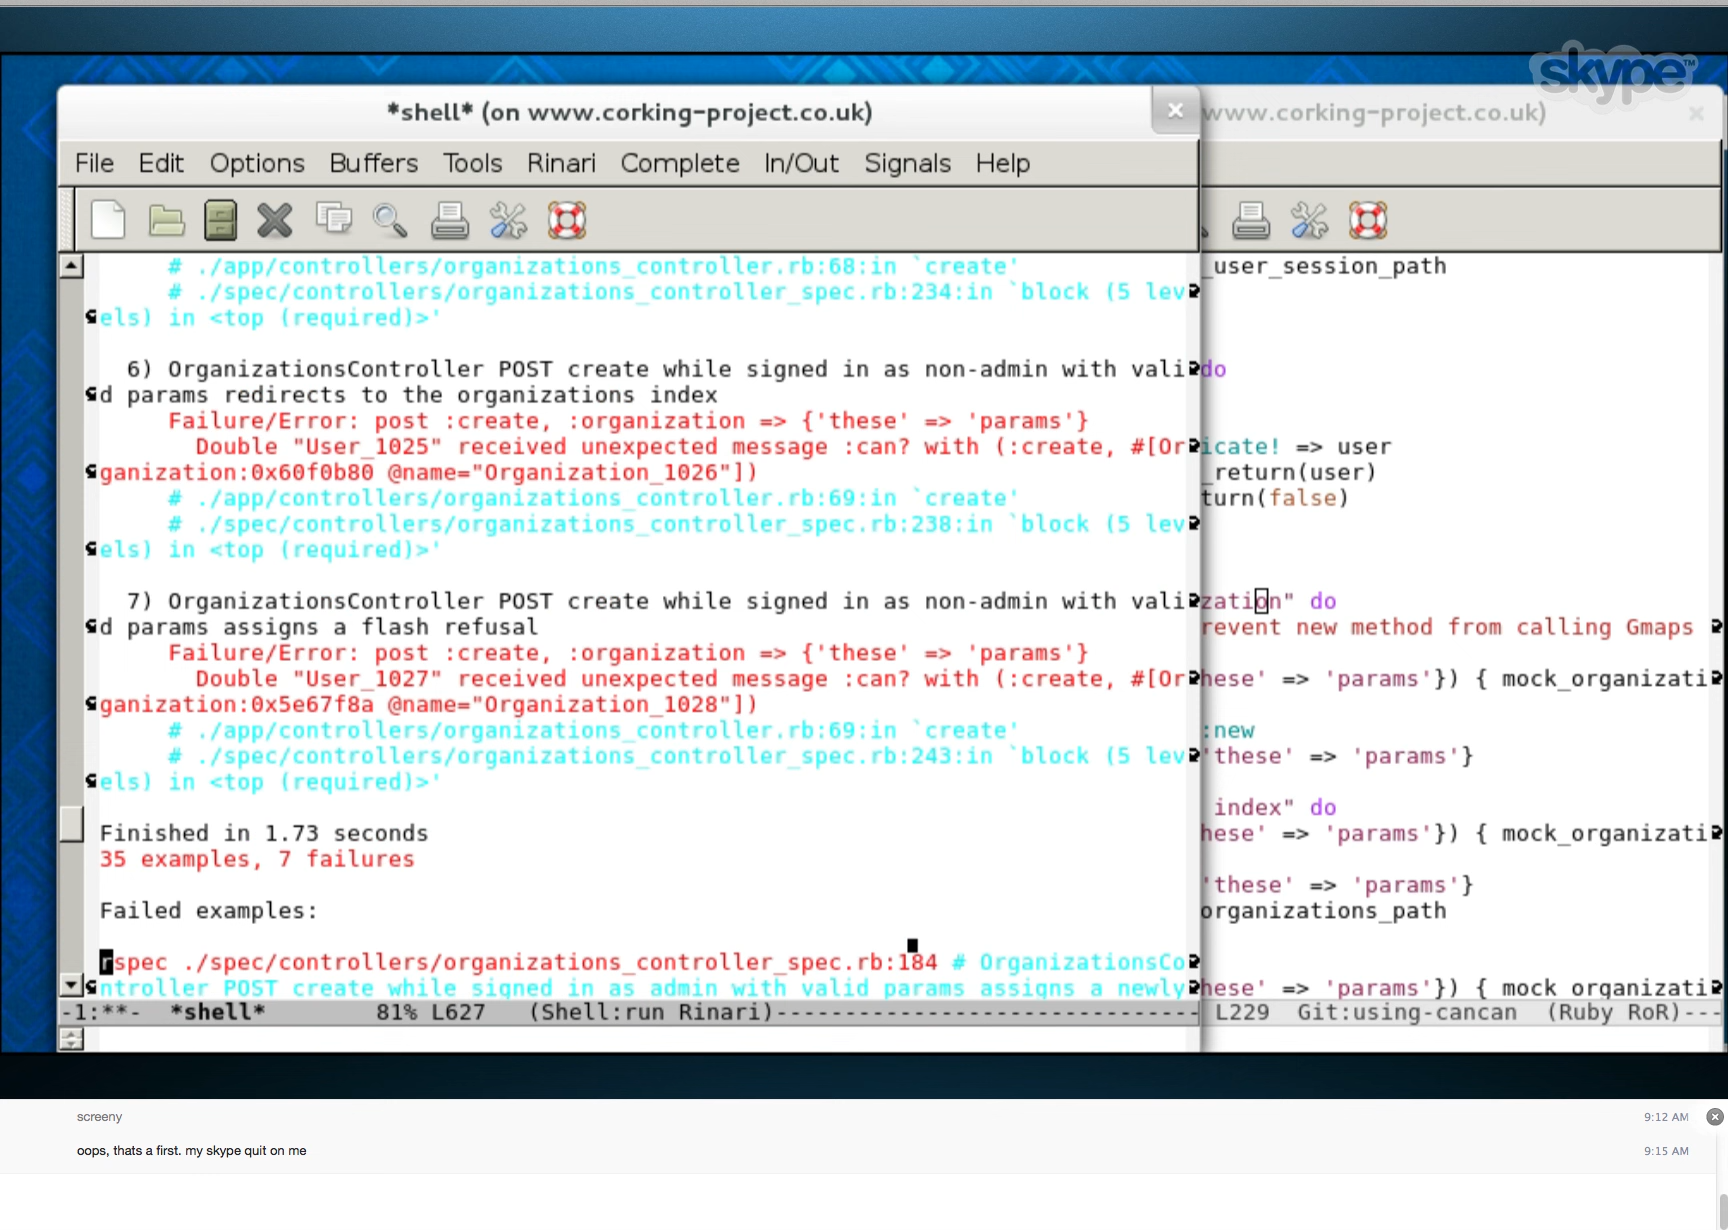 skype™
*shell* (on www.corking-project.co.uk)
www.corking-project.co.uk)
File Edit Options Buffers Tools Rinari Complete In/Out Signals Help
# ./app/controllers/organizations_controller.rb:68:in `create'
# ./spec/controllers/organizations_controller_spec.rb:234:in `block (5 lev
els) in <top (required)>'
6) OrganizationsController POST create while signed in as non-admin with vali
d params redirects to the organizations index
Failure/Error: post :create, :organization => {'these' => 'params'}
Double "User_1025" received unexpected message :can? with (:create, #[Or
ganization:0x60f0b80 @name="Organization_1026"])
# ./app/controllers/organizations_controller.rb:69:in `create'
# ./spec/controllers/organizations_controller_spec.rb:238:in `block (5 lev
els) in <top (required)>'
7) OrganizationsController POST create while signed in as non-admin with vali
d params assigns a flash refusal
Failure/Error: post :create, :organization => {'these' => 'params'}
Double "User_1027" received unexpected message :can? with (:create, #[Or
ganization:0x5e67f8a @name="Organization_1028"])
# ./app/controllers/organizations_controller.rb:69:in `create'
# ./spec/controllers/organizations_controller_spec.rb:243:in `block (5 lev
els) in <top (required)>'
Finished in 1.73 seconds
35 examples, 7 failures
Failed examples:
rspec ./spec/controllers/organizations_controller_spec.rb:184 # OrganizationsCo
ntroller POST create while signed in as admin with valid params assigns a newly
-1:**- *shell* 81% L627 (Shell:run Rinari)------------------------------
_user_session_path
do
icate! => user
_return(user)
turn(false)
zation" do
revent new method from calling Gmaps
hese' => 'params'}) { mock_organizati
:new
'these' => 'params'}
index" do
hese' => 'params'}) { mock_organizati
'these' => 'params'}
organizations_path
hese' => 'params'}) { mock_organizati
L229 Git:using-cancan (Ruby RoR)---
screeny 9:12 AM
oops, thats a first. my skype quit on me 9:15 AM